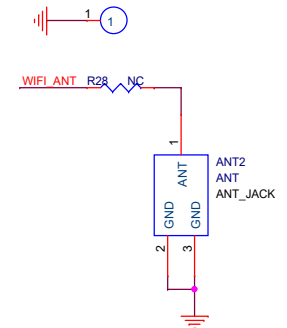 1 1
WIFI_ANT R28 NC
1
ANT2
ANT
ANT_JACK
ANT
GND GND
2 3